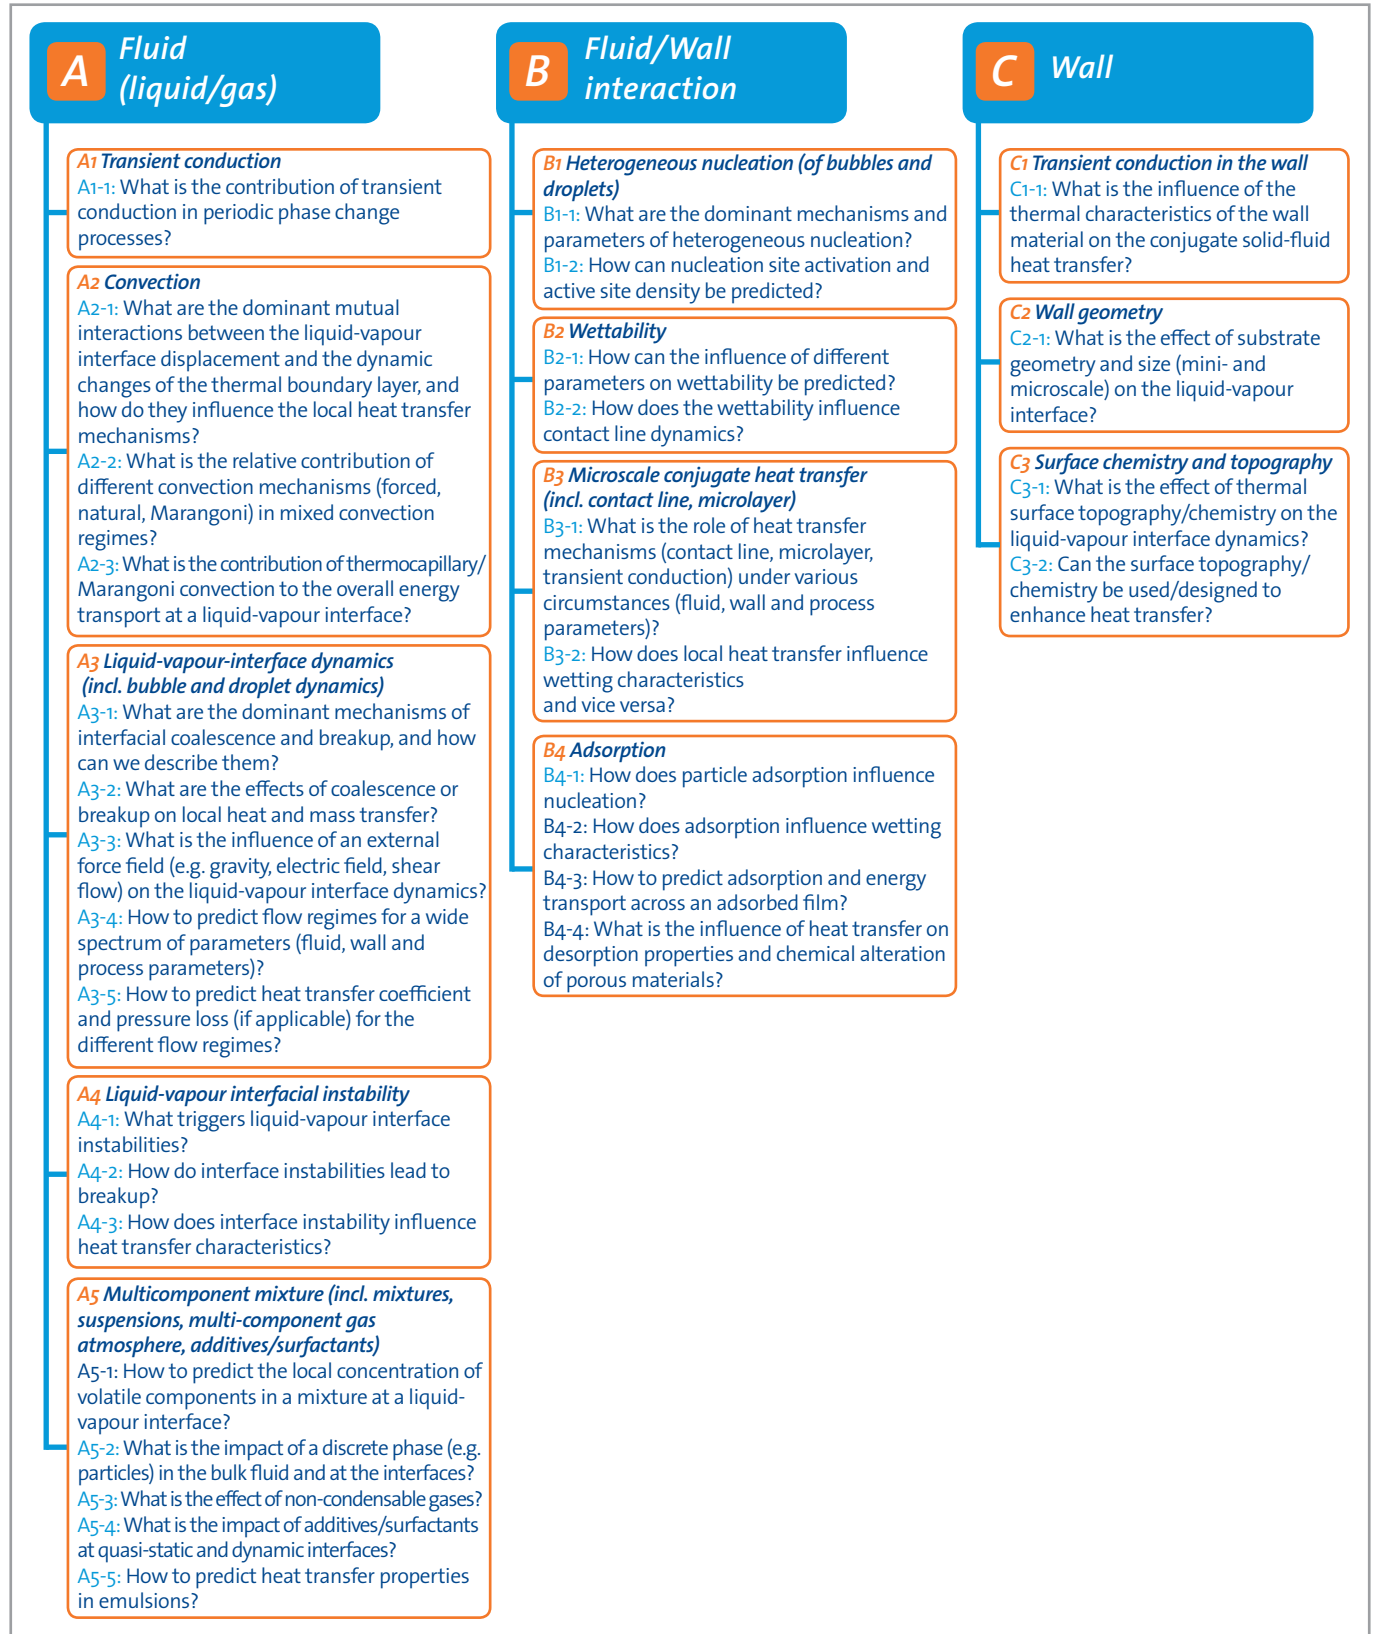 A
Fluid
(liquid/gas)
A1 Transient conduction
A1-1: What is the contribution of transient
conduction in periodic phase change
processes?
A2 Convection
A2-1: What are the dominant mutual
interactions between the liquid-vapour
interface displacement and the dynamic
changes of the thermal boundary layer, and
how do they influence the local heat transfer
mechanisms?
A2-2: What is the relative contribution of
different convection mechanisms (forced,
natural, Marangoni) in mixed convection
regimes?
A2-3: What is the contribution of thermocapillary/
Marangoni convection to the overall energy
transport at a liquid-vapour interface?
A3 Liquid-vapour-interface dynamics
(incl. bubble and droplet dynamics)
A3-1: What are the dominant mechanisms of
interfacial coalescence and breakup, and how
can we describe them?
A3-2: What are the effects of coalescence or
breakup on local heat and mass transfer?
A3-3: What is the influence of an external
force field (e.g. gravity, electric field, shear
flow) on the liquid-vapour interface dynamics?
A3-4: How to predict flow regimes for a wide
spectrum of parameters (fluid, wall and
process parameters)?
A3-5: How to predict heat transfer coefficient
and pressure loss (if applicable) for the
different flow regimes?
A4 Liquid-vapour interfacial instability
A4-1: What triggers liquid-vapour interface
instabilities?
A4-2: How do interface instabilities lead to
breakup?
A4-3: How does interface instability influence
heat transfer characteristics?
A5 Multicomponent mixture (incl. mixtures,
suspensions, multi-component gas
atmosphere, additives/surfactants)
A5-1: How to predict the local concentration of
volatile components in a mixture at a liquid-
vapour interface?
A5-2: What is the impact of a discrete phase (e.g.
particles) in the bulk fluid and at the interfaces?
A5-3: What is the effect of non-condensable gases?
A5-4: What is the impact of additives/surfactants
at quasi-static and dynamic interfaces?
A5-5: How to predict heat transfer properties
in emulsions?
B
Fluid/Wall
interaction
B1 Heterogeneous nucleation (of bubbles and
droplets)
B1-1: What are the dominant mechanisms and
parameters of heterogeneous nucleation?
B1-2: How can nucleation site activation and
active site density be predicted?
B2 Wettability
B2-1: How can the influence of different
parameters on wettability be predicted?
B2-2: How does the wettability influence
contact line dynamics?
B3 Microscale conjugate heat transfer
(incl. contact line, microlayer)
B3-1: What is the role of heat transfer
mechanisms (contact line, microlayer,
transient conduction) under various
circumstances (fluid, wall and process
parameters)?
B3-2: How does local heat transfer influence
wetting characteristics
and vice versa?
B4 Adsorption
B4-1: How does particle adsorption influence
nucleation?
B4-2: How does adsorption influence wetting
characteristics?
B4-3: How to predict adsorption and energy
transport across an adsorbed film?
B4-4: What is the influence of heat transfer on
desorption properties and chemical alteration
of porous materials?
C
Wall
C1 Transient conduction in the wall
C1-1: What is the influence of the
thermal characteristics of the wall
material on the conjugate solid-fluid
heat transfer?
C2 Wall geometry
C2-1: What is the effect of substrate
geometry and size (mini- and
microscale) on the liquid-vapour
interface?
C3 Surface chemistry and topography
C3-1: What is the effect of thermal
surface topography/chemistry on the
liquid-vapour interface dynamics?
C3-2: Can the surface topography/
chemistry be used/designed to
enhance heat transfer?